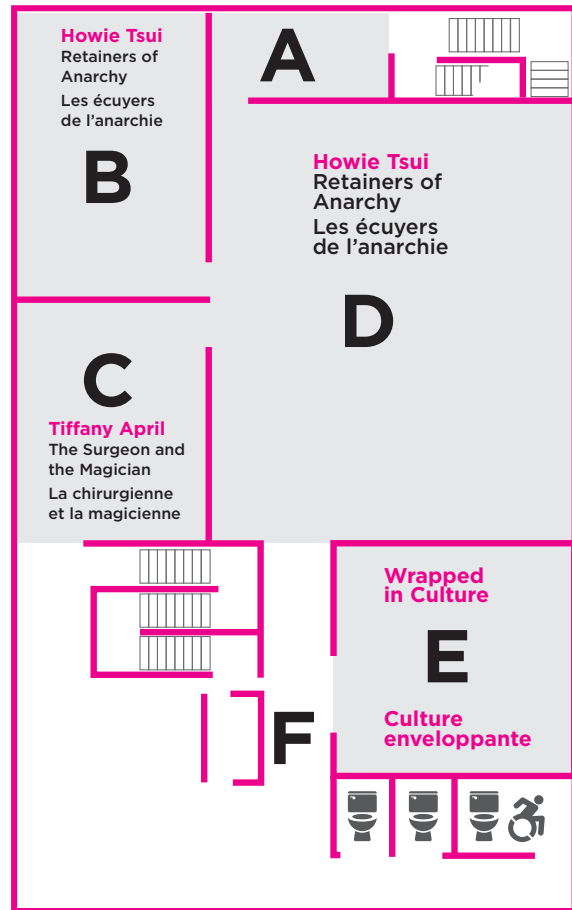 Howie Tsui
Retainers of
Anarchy
Les écuyers
de l’anarchie
B
A
Howie Tsui
Retainers of
Anarchy
Les écuyers
de l’anarchie
D
C
Tiffany April
The Surgeon and
the Magician
La chirurgienne
et la magicienne
Wrapped
in Culture
E
Culture
enveloppante
F